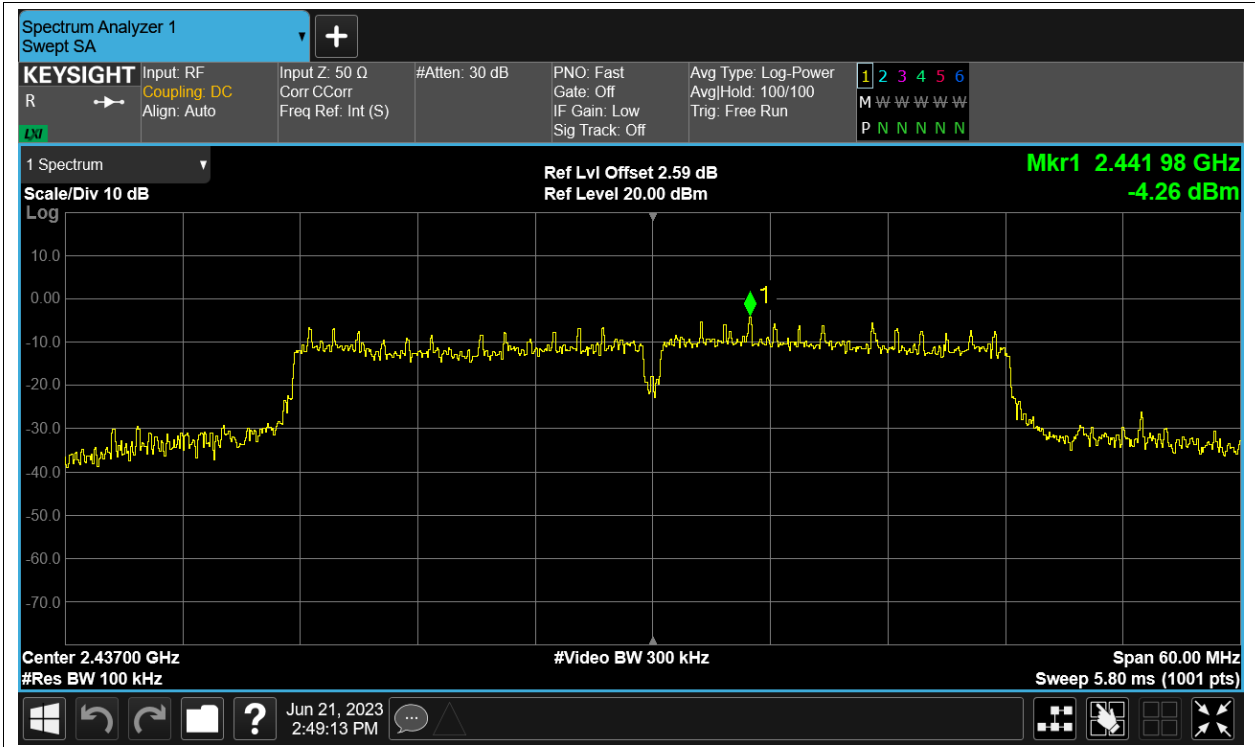 Spectrum Analyzer 1
Swept SA
KEYSIGHT
R
LXI
Input: RF
Coupling: DC
Align: Auto
Input Z: 50 Ω
Corr CCorr
Freq Ref: Int (S)
#Atten: 30 dB
PNO: Fast
Gate: Off
IF Gain: Low
Sig Track: Off
Avg Type: Log-Power
Avg|Hold: 100/100
Trig: Free Run
1 2 3 4 5 6
M W W W W W
P N N N N N
1 Spectrum
Scale/Div 10 dB
Log
Ref Lvl Offset 2.59 dB
Ref Level 20.00 dBm
Mkr1 2.441 98 GHz
-4.26 dBm
10.0
0.00
1
-10.0
-20.0
-30.0
-40.0
-50.0
-60.0
-70.0
Center 2.43700 GHz
#Res BW 100 kHz
#Video BW 300 kHz
Span 60.00 MHz
Sweep 5.80 ms (1001 pts)
?
Jun 21, 2023
2:49:13 PM